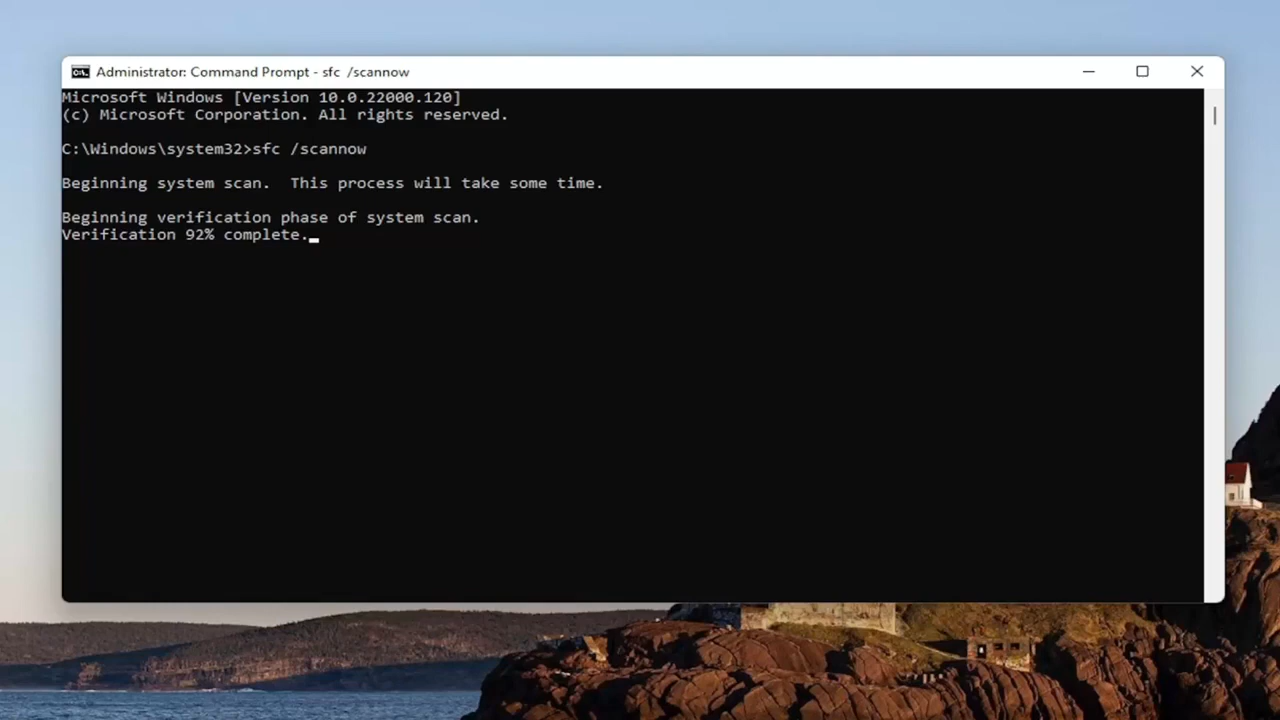 Administrator: Command Prompt - sfc  /scannow
Microsoft Windows [Version 10.0.22000.120]
(c) Microsoft Corporation. All rights reserved.
C:\Windows\system32>sfc /scannow
Beginning system scan.  This process will take some time.
Beginning verification phase of system scan.
Verification 92% complete.